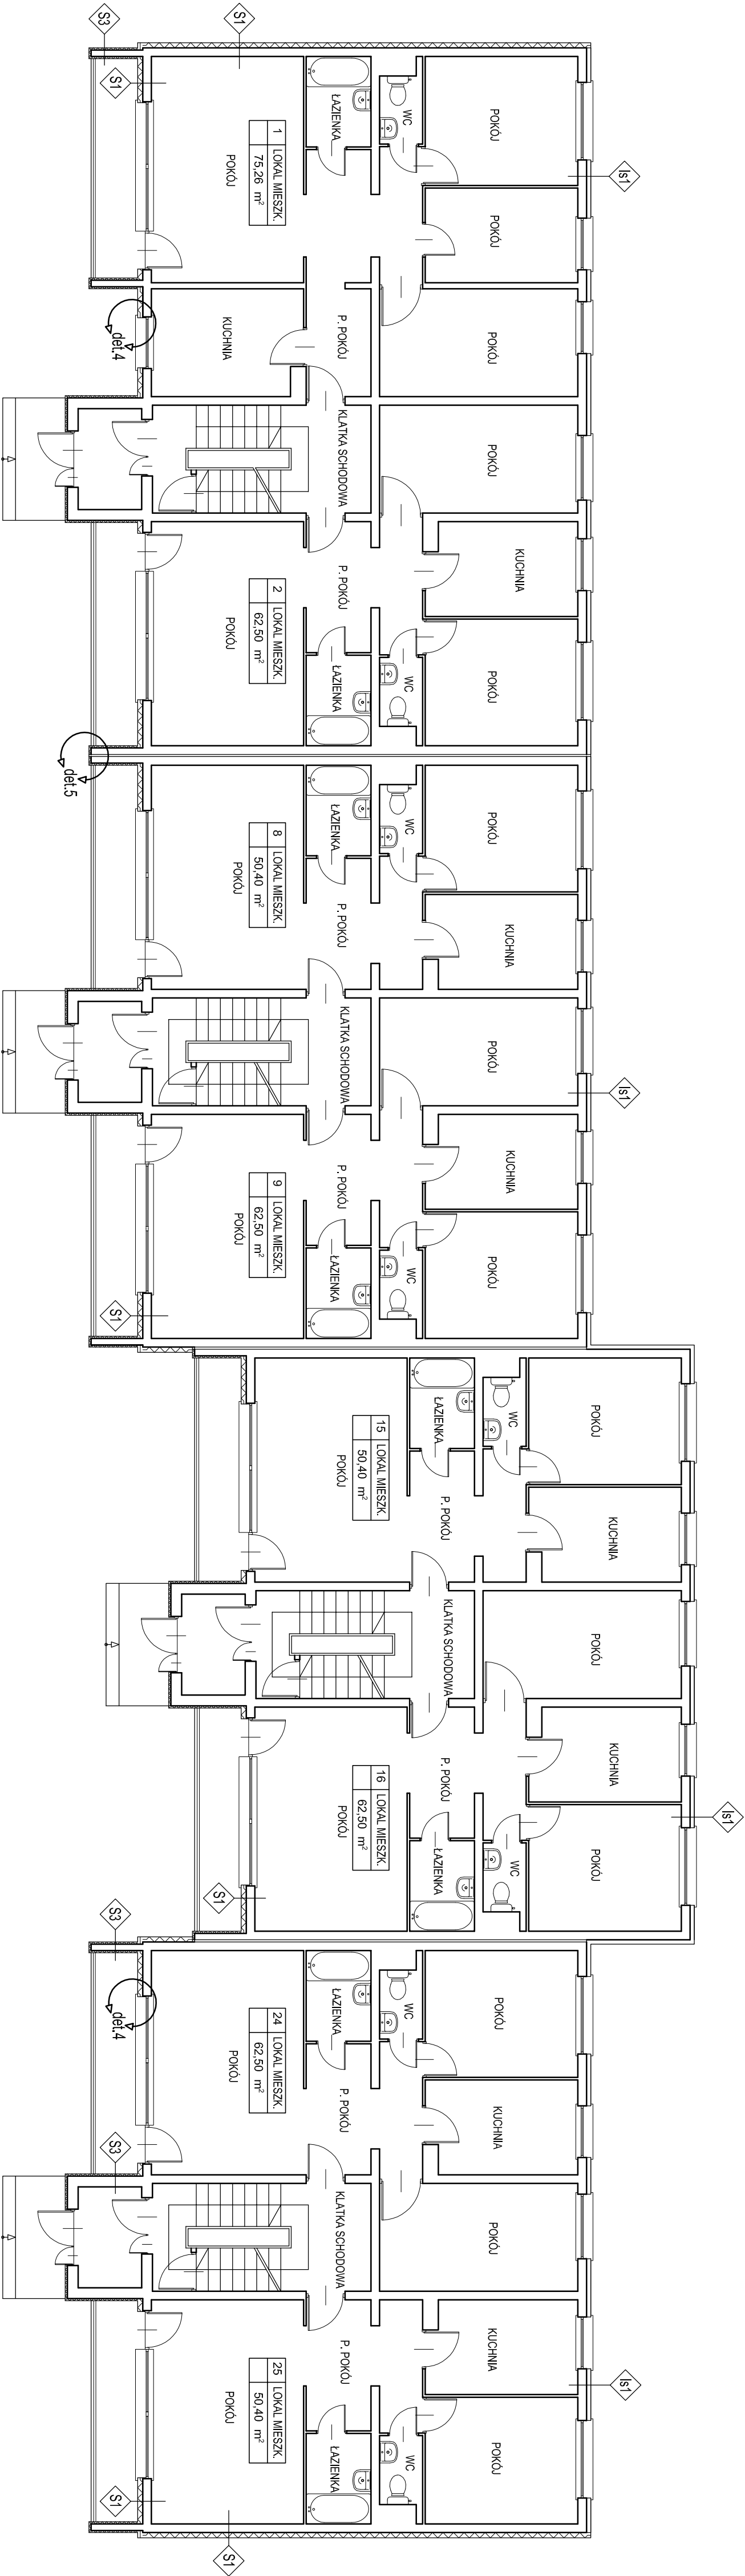 S3
S1
S1
Is1
POKÓJ
WC
ŁAZIENKA
1 LOKAL MIESZK.
75,26 m²
POKÓJ
POKÓJ
POKÓJ
P. POKÓJ
KUCHNIA
det.4
KLATKA SCHODOWA
POKÓJ
KUCHNIA
P. POKÓJ
2 LOKAL MIESZK.
62,50 m²
POKÓJ
POKÓJ
WC
ŁAZIENKA
det.5
POKÓJ
WC
ŁAZIENKA
8 LOKAL MIESZK.
50,40 m²
POKÓJ
P. POKÓJ
KUCHNIA
KLATKA SCHODOWA
POKÓJ
Is1
KUCHNIA
P. POKÓJ
9 LOKAL MIESZK.
62,50 m²
POKÓJ
POKÓJ
WC
ŁAZIENKA
S1
POKÓJ
WC
ŁAZIENKA
15 LOKAL MIESZK.
50,40 m²
POKÓJ
P. POKÓJ
KUCHNIA
KLATKA SCHODOWA
POKÓJ
KUCHNIA
P. POKÓJ
16 LOKAL MIESZK.
62,50 m²
POKÓJ
Is1
POKÓJ
WC
ŁAZIENKA
S1
S3
det.4
POKÓJ
WC
ŁAZIENKA
24 LOKAL MIESZK.
62,50 m²
POKÓJ
P. POKÓJ
KUCHNIA
S3
KLATKA SCHODOWA
POKÓJ
KUCHNIA
Is1
P. POKÓJ
25 LOKAL MIESZK.
50,40 m²
POKÓJ
POKÓJ
WC
ŁAZIENKA
S1
S1